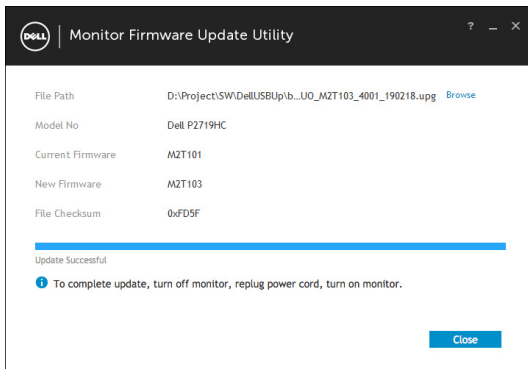 DELL
Monitor Firmware Update Utility
? _ ×
File Path D:\Project\SW\DellUSBUp\b...UO_M2T103_4001_190218.upg Browse
Model No Dell P2719HC
Current Firmware M2T101
New Firmware M2T103
File Checksum 0xFD5F
Update Successful
i To complete update, turn off monitor, replug power cord, turn on monitor.
Close